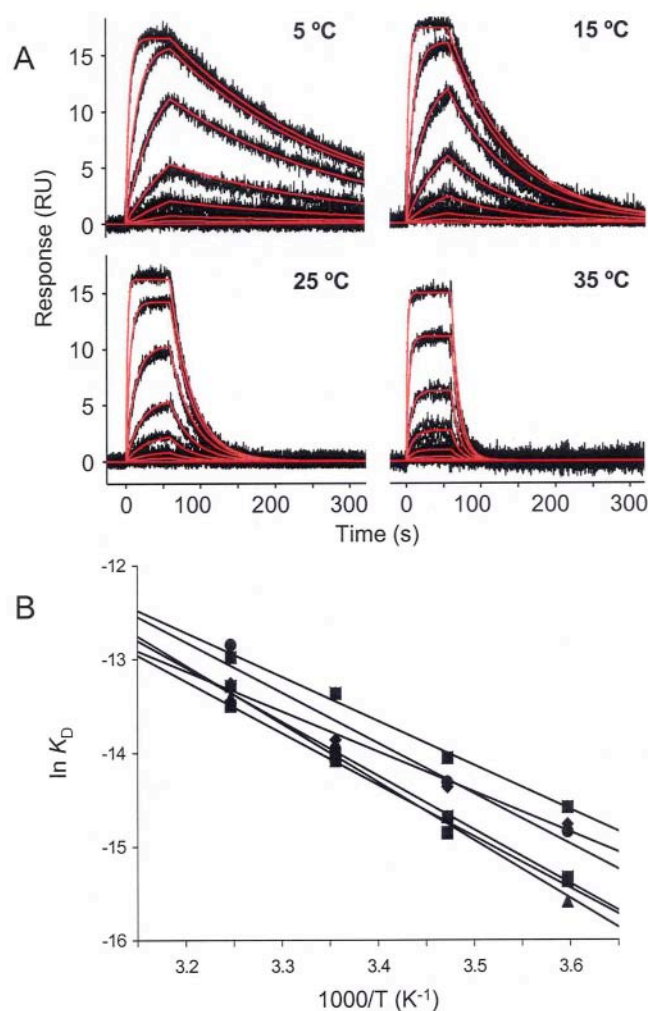 A
5 ºC
15 ºC
15
10
5
0
25 ºC
35 ºC
15
10
5
0
Response (RU)
0 100 200 300
0 100 200 300
Time (s)
B
-12
-13
-14
-15
-16
ln K_D
3.2 3.3 3.4 3.5 3.6
1000/T (K⁻¹)